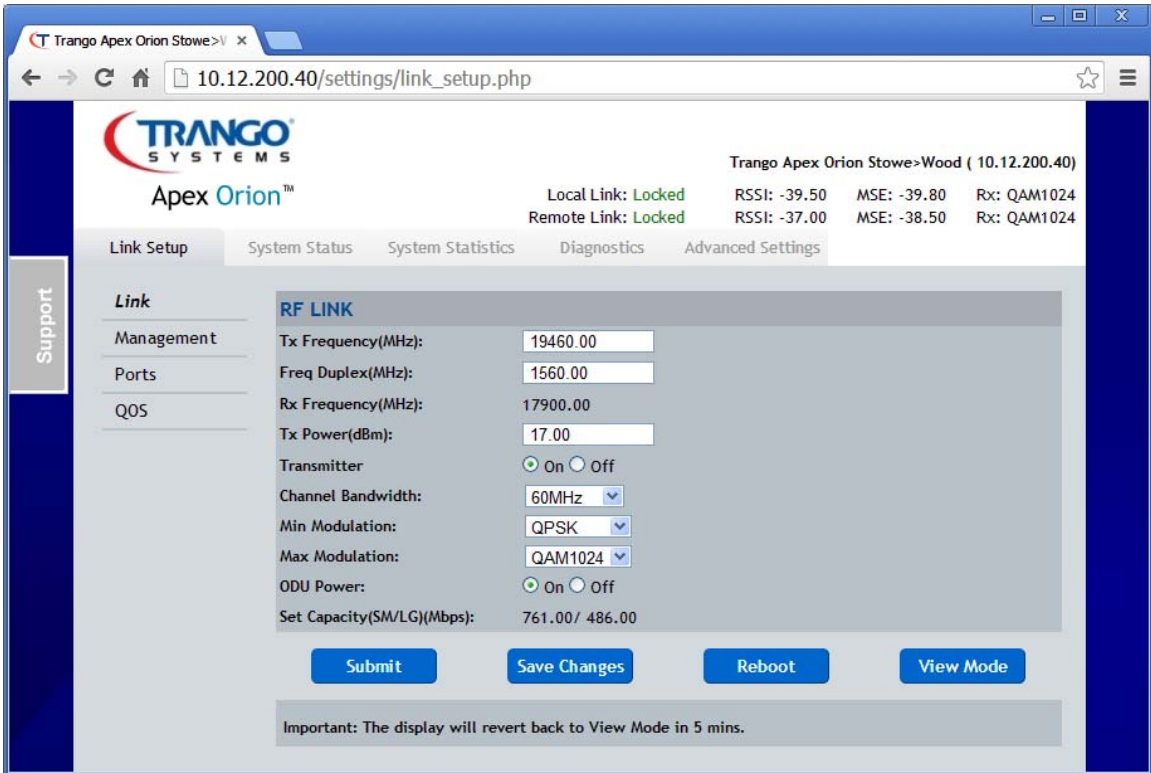 Trango Apex Orion Stowe>W
10.12.200.40/settings/link_setup.php
TRANGO
SYSTEMS
Apex Orion™
Trango Apex Orion Stowe>Wood ( 10.12.200.40)
Local Link: Locked RSSI: -39.50 MSE: -39.80 Rx: QAM1024
Remote Link: Locked RSSI: -37.00 MSE: -38.50 Rx: QAM1024
Link Setup System Status System Statistics Diagnostics Advanced Settings
Support
Link
Management
Ports
QOS
RF LINK
Tx Frequency(MHz): 19460.00
Freq Duplex(MHz): 1560.00
Rx Frequency(MHz): 17900.00
Tx Power(dBm): 17.00
Transmitter On Off
Channel Bandwidth: 60MHz
Min Modulation: QPSK
Max Modulation: QAM1024
ODU Power: On Off
Set Capacity(SM/LG)(Mbps): 761.00/ 486.00
Submit Save Changes Reboot View Mode
Important: The display will revert back to View Mode in 5 mins.